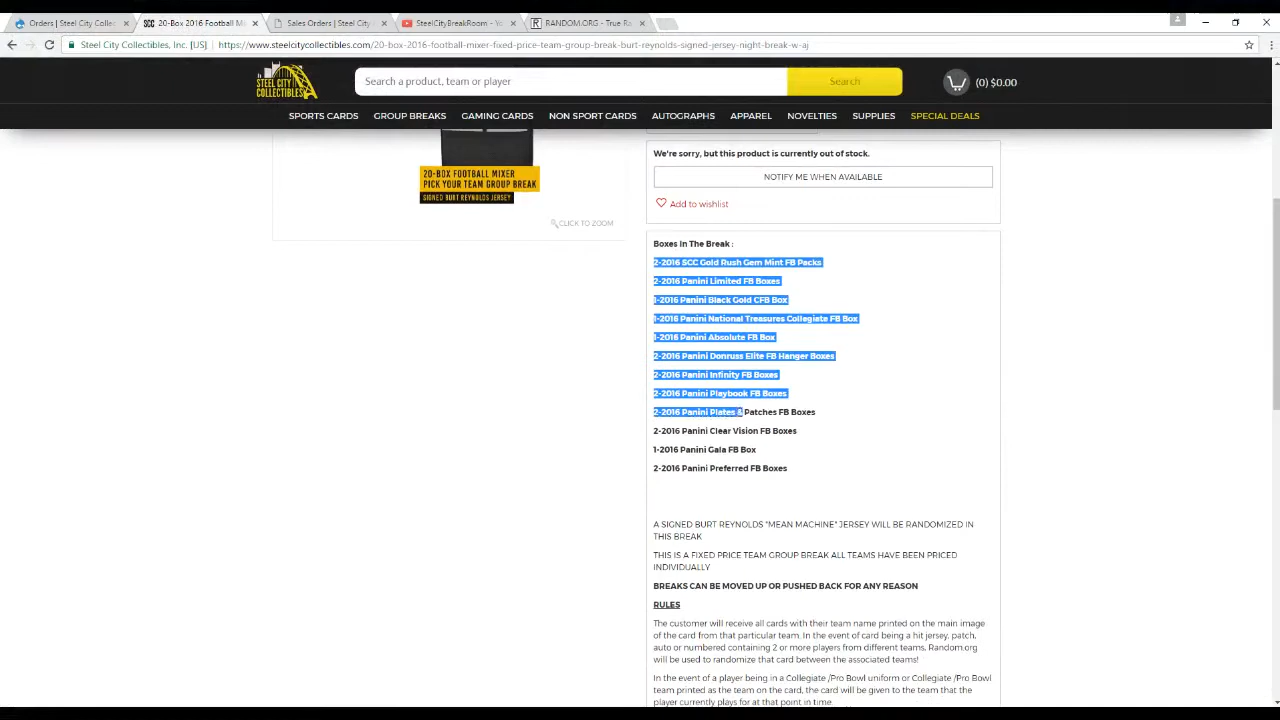 Orders | Steel City Collec
SCC 20-Box 2016 Football M
Sales Orders | Steel City
SteelCityBreakRoom - Yo
RANDOM.ORG - True Ra
Steel City Collectibles, Inc. [US] https://www.steelcitycollectibles.com/20-box-2016-football-mixer-fixed-price-team-group-break-burt-reynolds-signed-jersey-night-break-w-aj
STEEL CITY
COLLECTIBLES
Search a product, team or player
Search
(0) $0.00
SPORTS CARDS GROUP BREAKS GAMING CARDS NON SPORT CARDS AUTOGRAPHS APPAREL NOVELTIES SUPPLIES SPECIAL DEALS
20-BOX FOOTBALL MIXER
PICK YOUR TEAM GROUP BREAK
SIGNED BURT REYNOLDS JERSEY
CLICK TO ZOOM
We're sorry, but this product is currently out of stock.
NOTIFY ME WHEN AVAILABLE
Add to wishlist
Boxes In The Break :
2-2016 SCC Gold Rush Gem Mint FB Packs
2-2016 Panini Limited FB Boxes
1-2016 Panini Black Gold CFB Box
1-2016 Panini National Treasures Collegiate FB Box
1-2016 Panini Absolute FB Box
2-2016 Panini Donruss Elite FB Hanger Boxes
2-2016 Panini Infinity FB Boxes
2-2016 Panini Playbook FB Boxes
2-2016 Panini Plates & Patches FB Boxes
2-2016 Panini Clear Vision FB Boxes
1-2016 Panini Gala FB Box
2-2016 Panini Preferred FB Boxes
A SIGNED BURT REYNOLDS "MEAN MACHINE" JERSEY WILL BE RANDOMIZED IN
THIS BREAK
THIS IS A FIXED PRICE TEAM GROUP BREAK ALL TEAMS HAVE BEEN PRICED
INDIVIDUALLY
BREAKS CAN BE MOVED UP OR PUSHED BACK FOR ANY REASON
RULES
The customer will receive all cards with their team name printed on the main image
of the card from that particular team. In the event of card being a hit jersey, patch,
auto or numbered containing 2 or more players from different teams, Random.org
will be used to randomize that card between the associated teams!
In the event of a player being in a Collegiate /Pro Bowl uniform or Collegiate /Pro Bowl
team printed as the team on the card, the card will be given to the team that the
player currently plays for at that point in time.